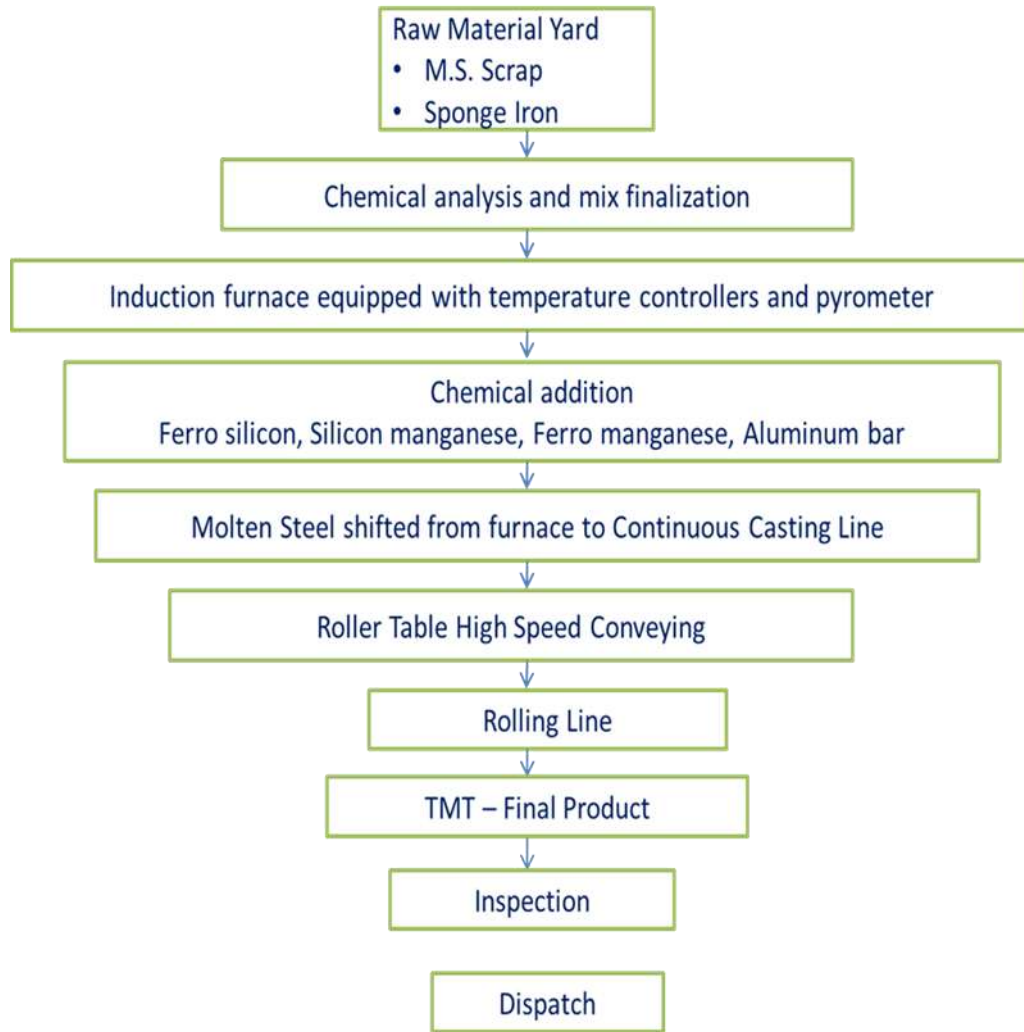 Raw Material Yard
• M.S. Scrap
• Sponge Iron
Chemical analysis and mix finalization
Induction furnace equipped with temperature controllers and pyrometer
Chemical addition
Ferro silicon, Silicon manganese, Ferro manganese, Aluminum bar
Molten Steel shifted from furnace to Continuous Casting Line
Roller Table High Speed Conveying
Rolling Line
TMT – Final Product
Inspection
Dispatch